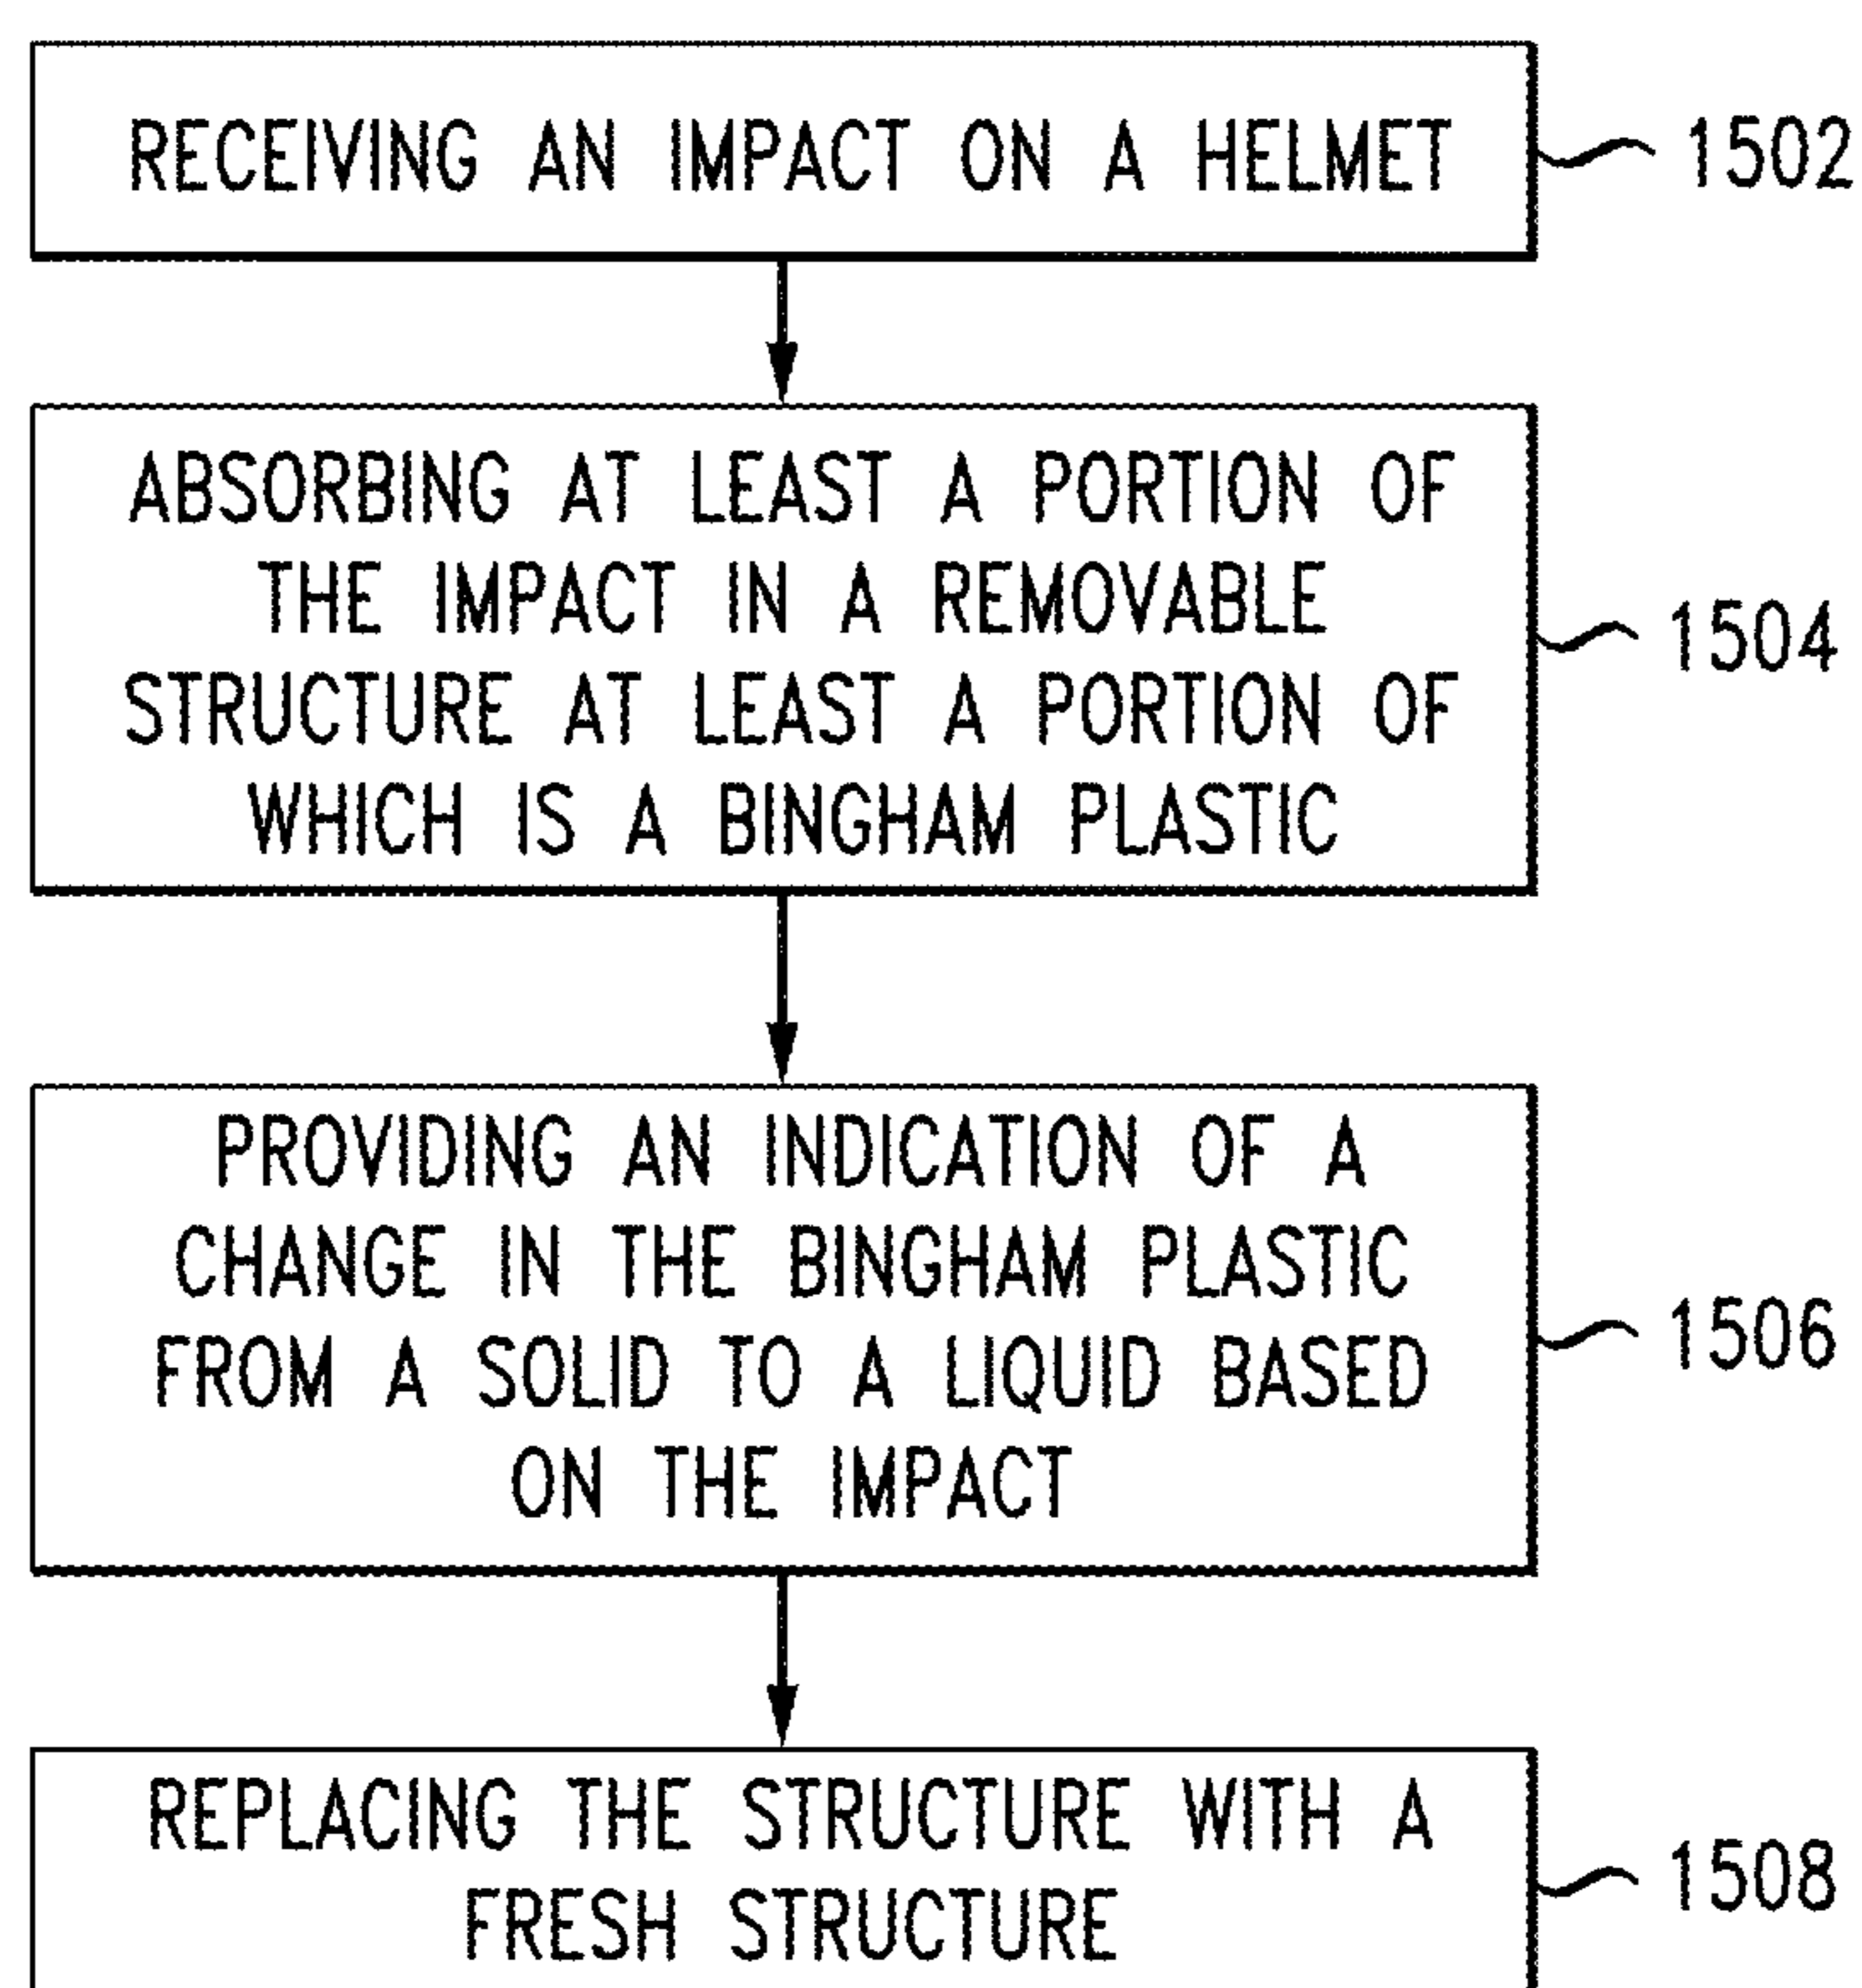 RECEIVING AN IMPACT ON A HELMET
1502
ABSORBING AT LEAST A PORTION OF
THE IMPACT IN A REMOVABLE
STRUCTURE AT LEAST A PORTION OF
WHICH IS A BINGHAM PLASTIC
1504
PROVIDING AN INDICATION OF A
CHANGE IN THE BINGHAM PLASTIC
FROM A SOLID TO A LIQUID BASED
ON THE IMPACT
1506
REPLACING THE STRUCTURE WITH A
FRESH STRUCTURE
1508